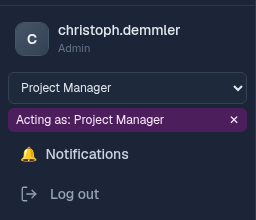 C
christoph.demmler
Admin
Project Manager
Acting as: Project Manager ✕
🔔 Notifications
Log out